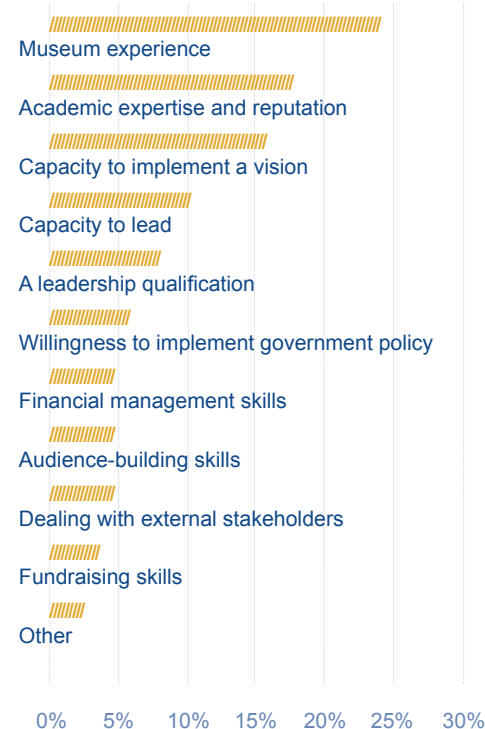 Museum experience
Academic expertise and reputation
Capacity to implement a vision
Capacity to lead
A leadership qualification
Willingness to implement government policy
Financial management skills
Audience-building skills
Dealing with external stakeholders
Fundraising skills
Other
0% 5% 10% 15% 20% 25% 30%